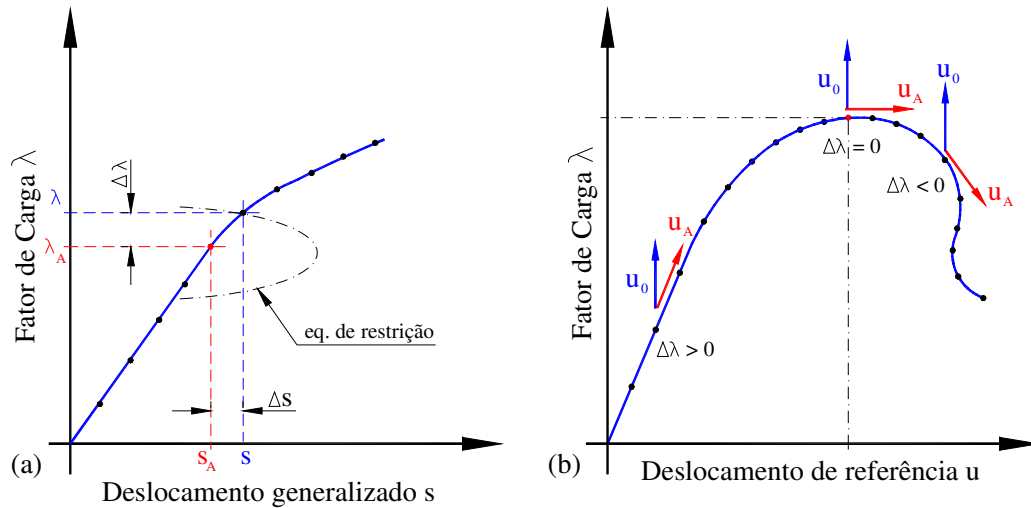 Fator de Carga λ
Δλ
λ
λA
eq. de restrição
Δs
sA
s
(a)
Deslocamento generalizado s
Fator de Carga λ
u0
uA
Δλ > 0
u0
uA
Δλ = 0
u0
uA
Δλ < 0
(b)
Deslocamento de referência u